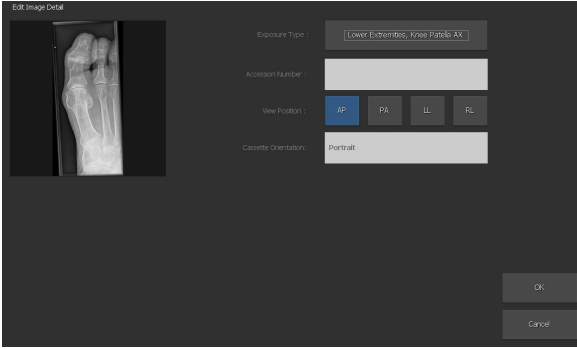 Edit Image Detail
Exposure Type :
Lower Extremities, Knee Patella AX
Accession Number :
View Position :
AP
PA
LL
RL
Cassette Orientation:
Portrait
OK
Cancel